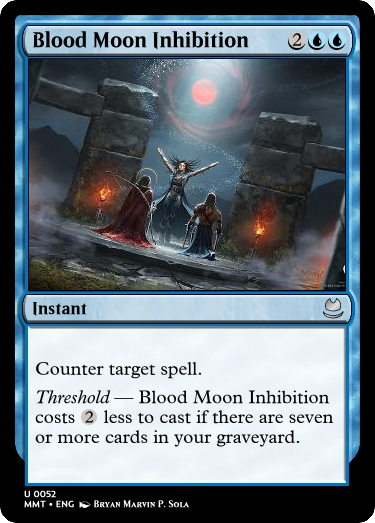 Blood Moon Inhibition 2
Instant
Counter target spell.
Threshold — Blood Moon Inhibition
costs 2 less to cast if there are seven
or more cards in your graveyard.
U 0052
MMT • ENG Bryan Marvin P. Sola